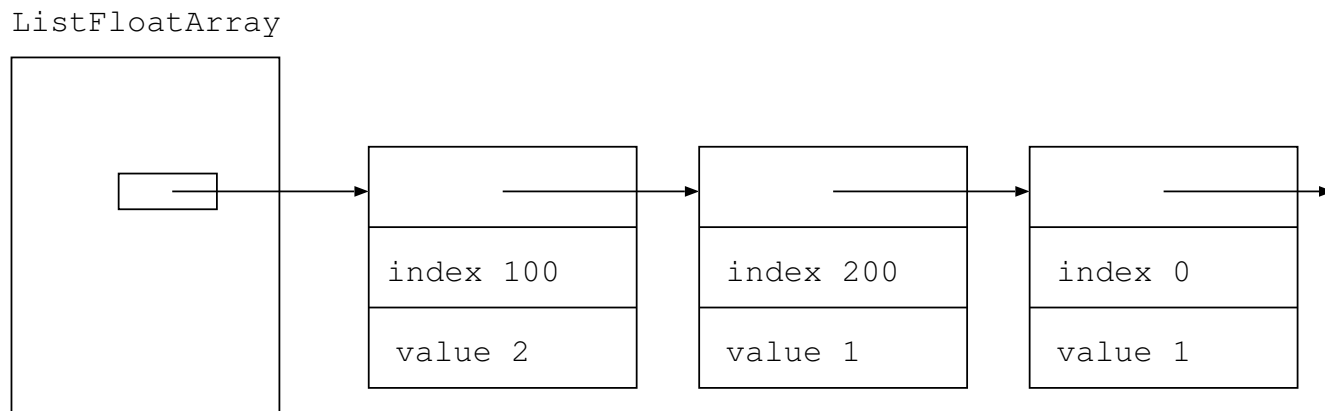 ListFloatArray
index 100
value 2
index 200
value 1
index 0
value 1